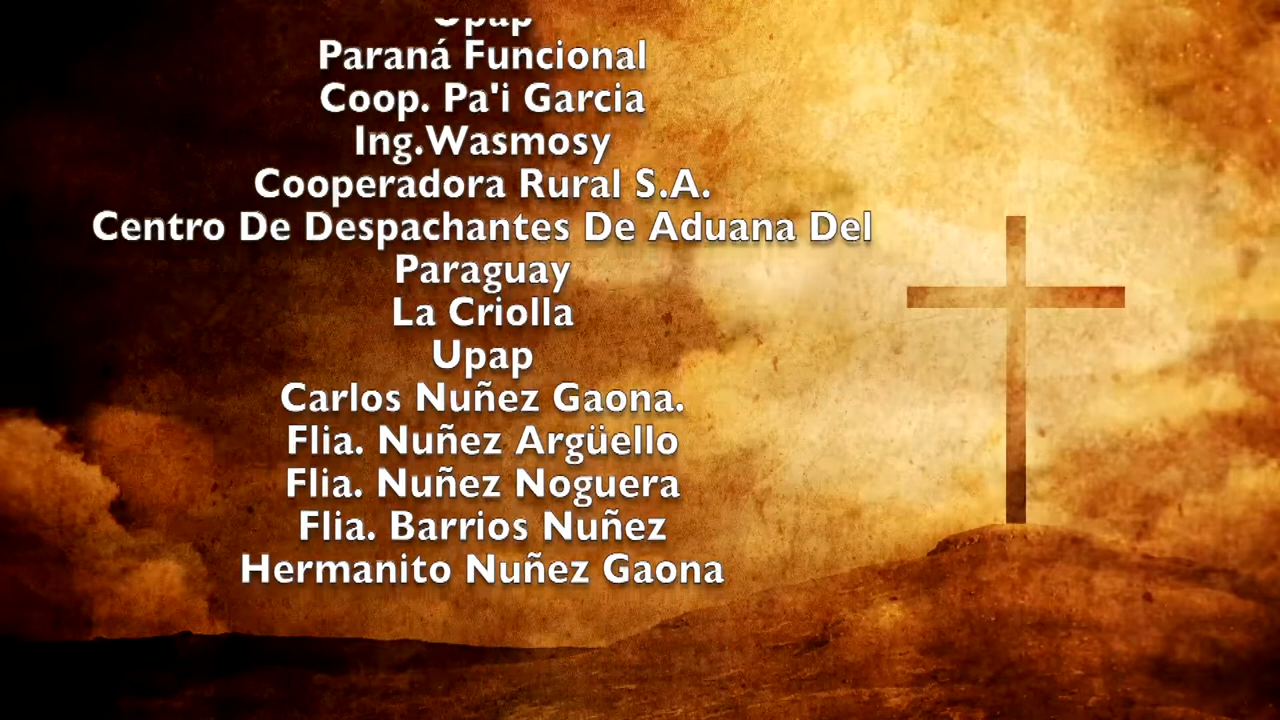 Upap
Paraná Funcional
Coop. Pa'i Garcia
Ing.Wasmosy
Cooperadora Rural S.A.
Centro De Despachantes De Aduana Del
Paraguay
La Criolla
Upap
Carlos Nuñez Gaona.
Flia. Nuñez Argüello
Flia. Nuñez Noguera
Flia. Barrios Nuñez
Hermanito Nuñez Gaona